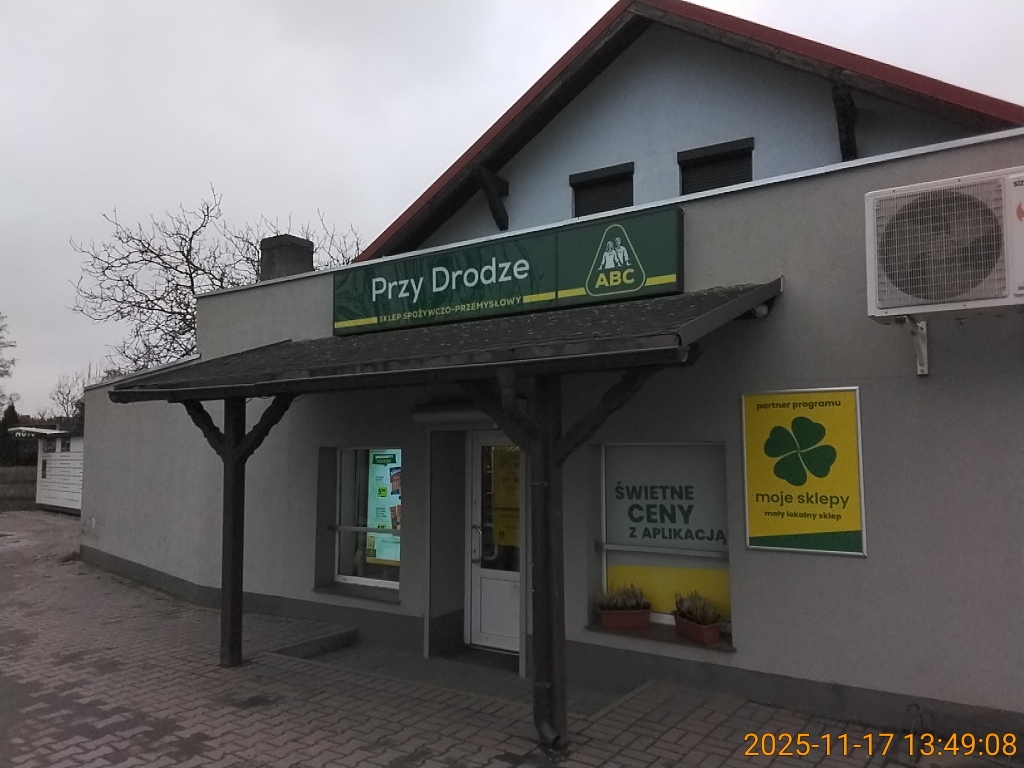 Przy Drodze
SKLEP SPOŻYWCZO-PRZEMYSŁOWY
ABC
partner programu
moje sklepy
mały lokalny sklep
ŚWIETNE
CENY
Z APLIKACJĄ
2025-11-17 13:49:08